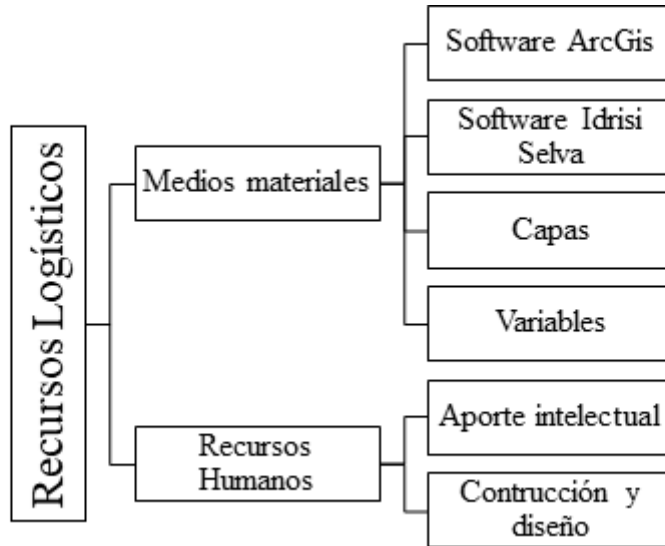 Recursos Logísticos
Medios materiales
Software ArcGis
Software Idrisi
Selva
Capas
Variables
Recursos
Humanos
Aporte intelectual
Contrucción y
diseño